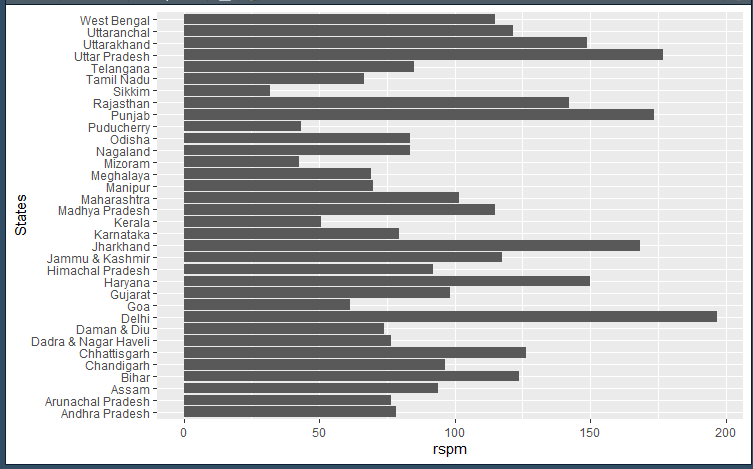 West Bengal
Uttaranchal
Uttarakhand
Uttar Pradesh
Telangana
Tamil Nadu
Sikkim
Rajasthan
Punjab
Puducherry
Odisha
Nagaland
Mizoram
Meghalaya
Manipur
Maharashtra
Madhya Pradesh
Kerala
Karnataka
Jharkhand
Jammu & Kashmir
Himachal Pradesh
Haryana
Gujarat
Goa
Delhi
Daman & Diu
Dadra & Nagar Haveli
Chhattisgarh
Chandigarh
Bihar
Assam
Arunachal Pradesh
Andhra Pradesh
States
0 50 100 150 200
rspm